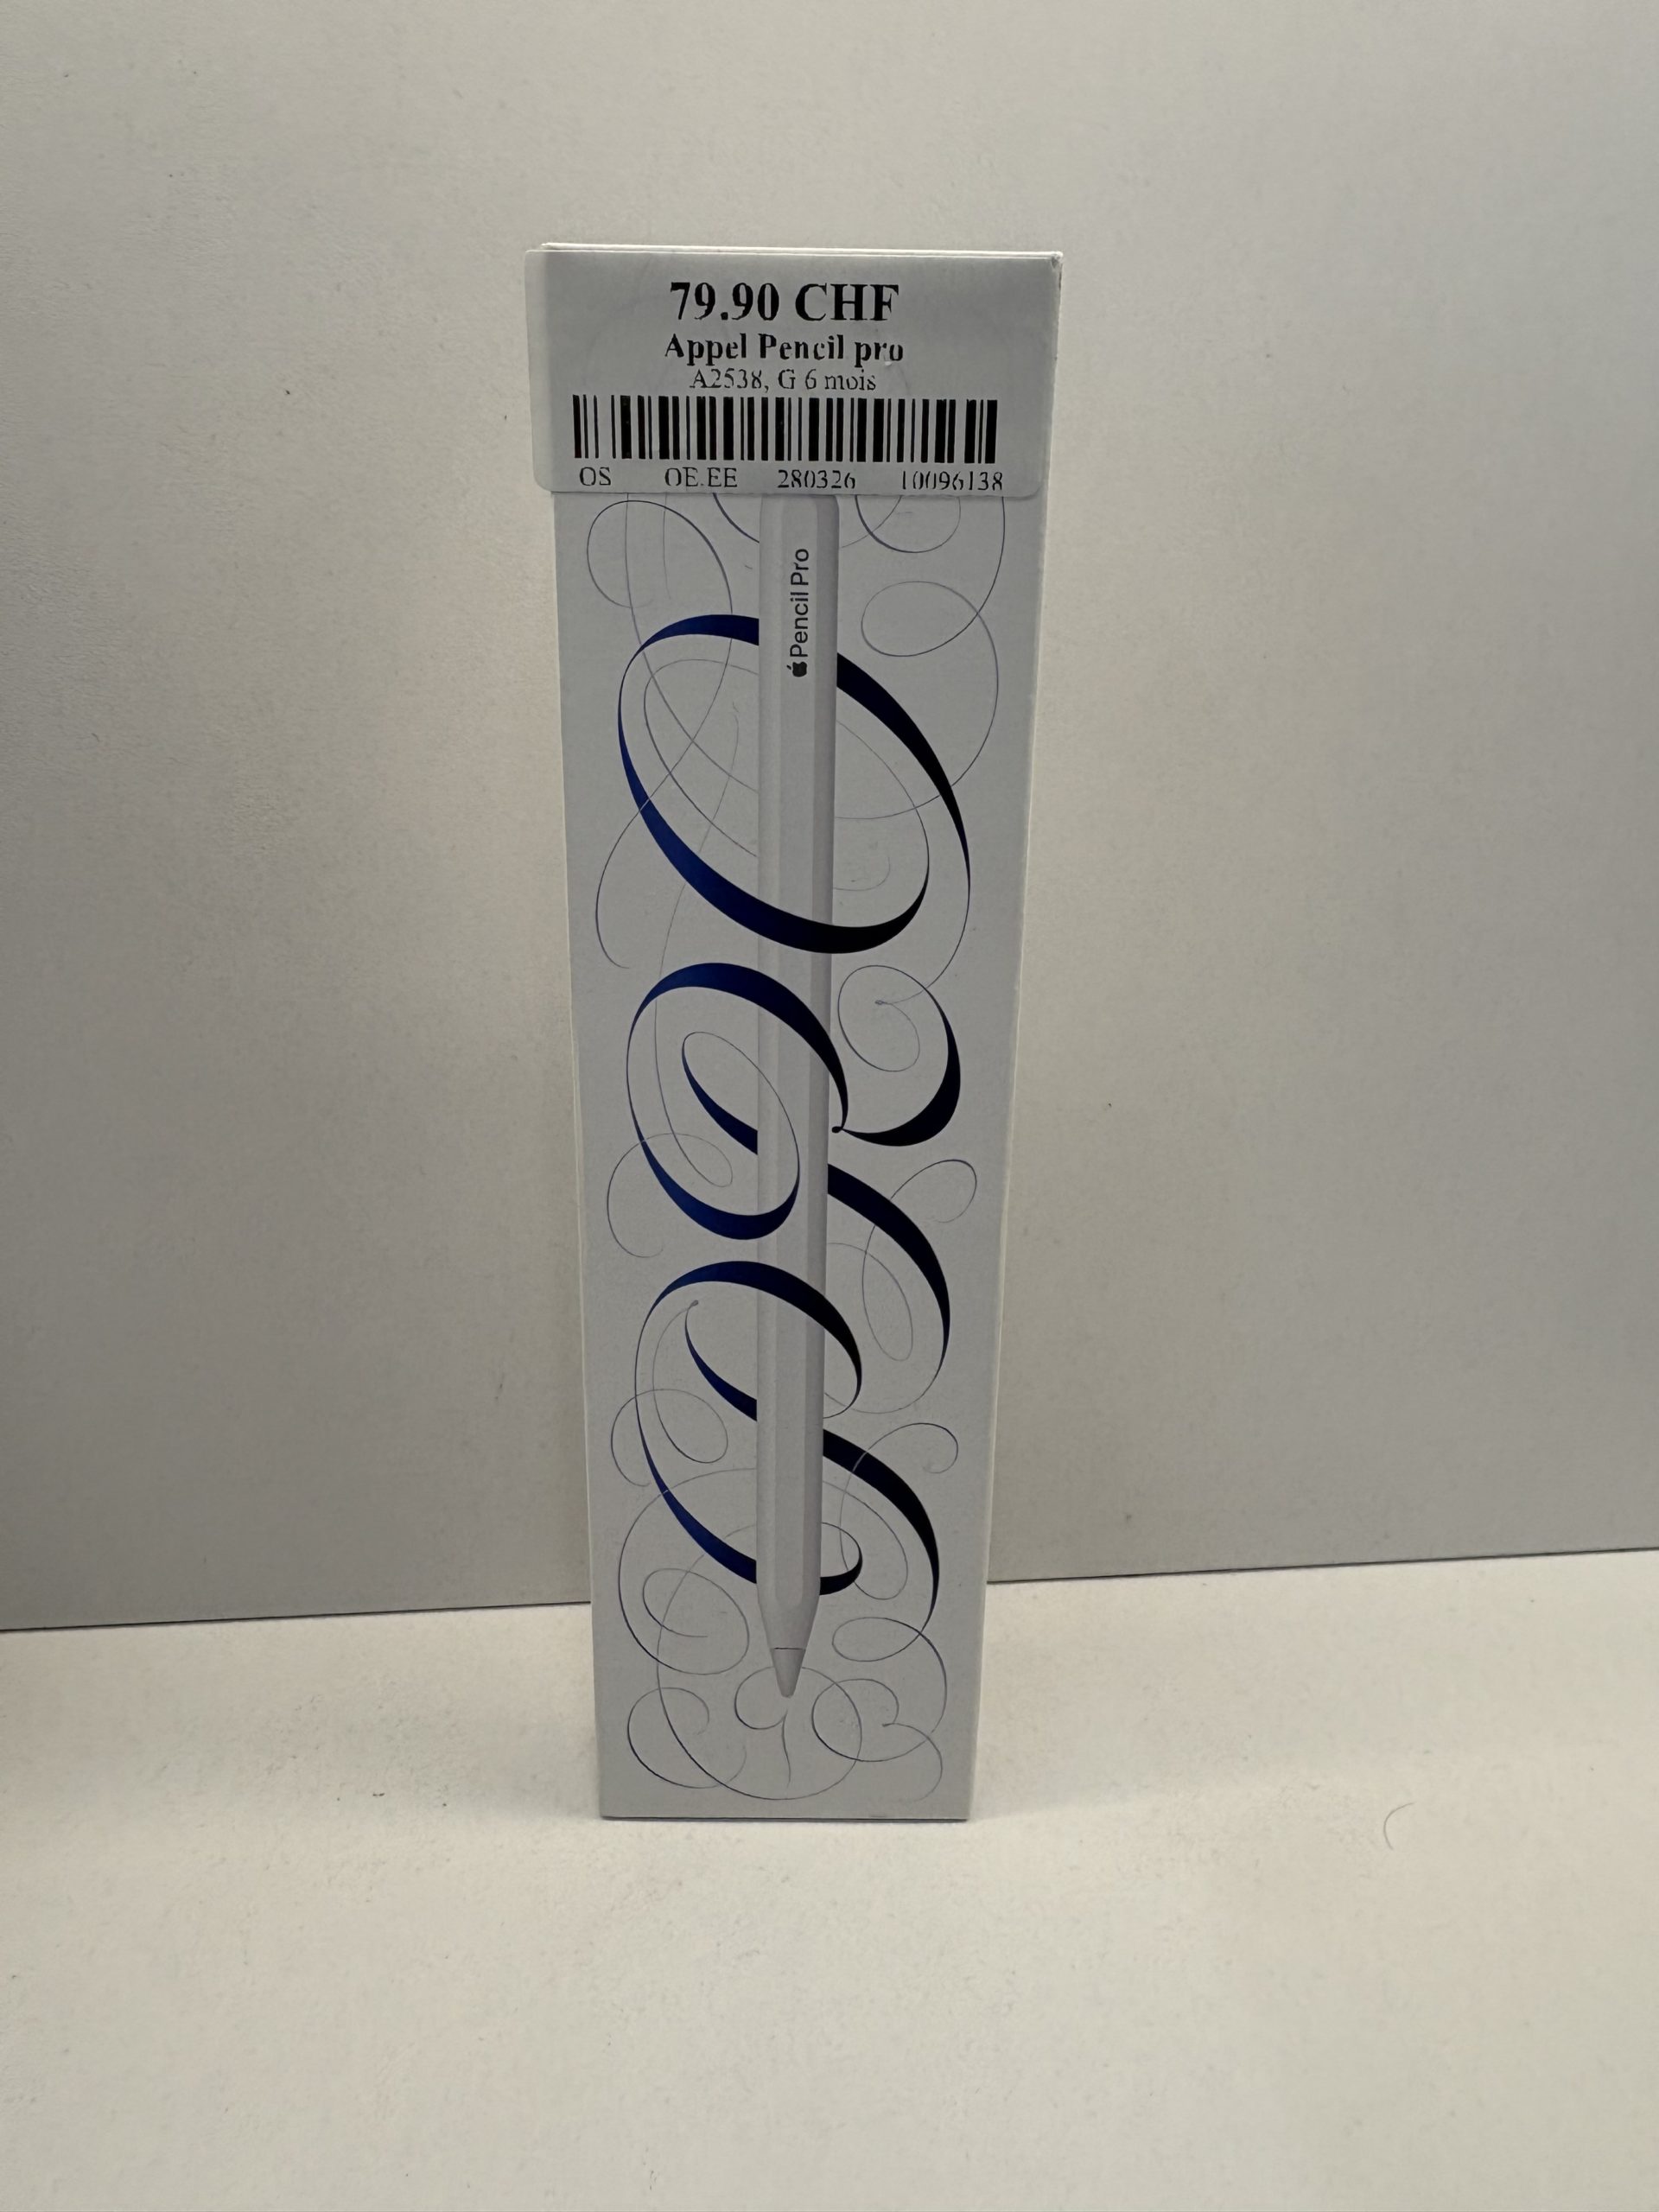 79.90 CHF
Appel Pencil pro
A2538, G 6 mois
OS OE.EE 280326 10096138
Pencil Pro